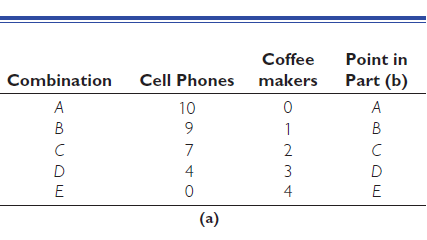 Coffee Point in
Combination Cell Phones makers Part (b)
A 10 0 A
B 9 1 B
C 7 2 C
D 4 3 D
E 0 4 E
(a)